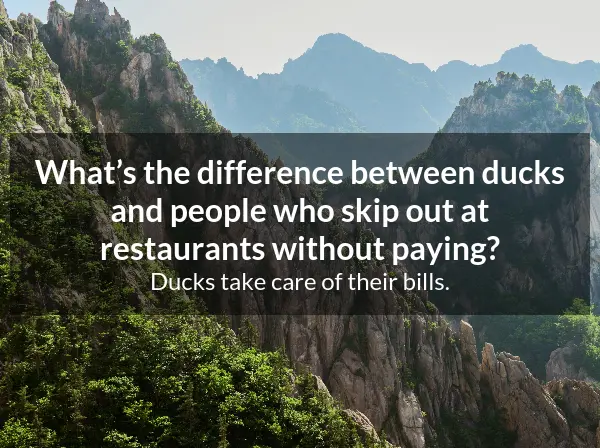 What’s the difference between ducks
and people who skip out at
restaurants without paying?
Ducks take care of their bills.